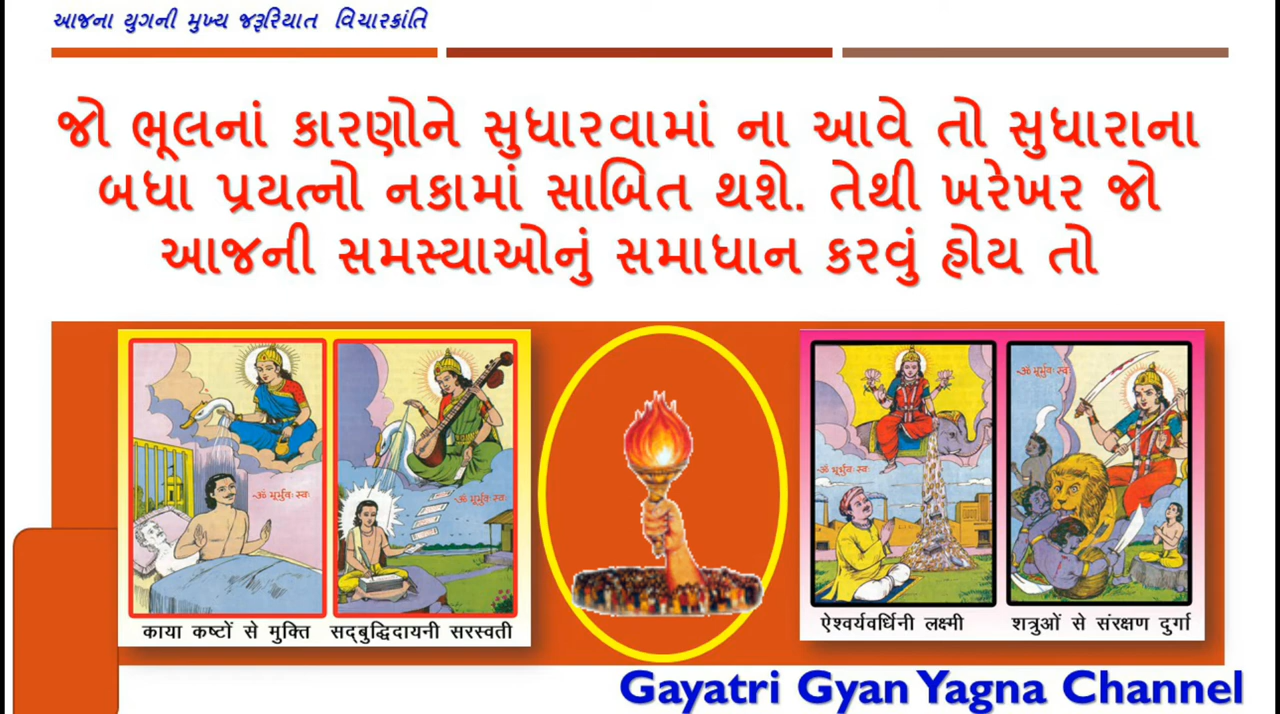 આજના યુગની મુખ્ય જરૂરિયાત વિચારક્રાંતિ
જો ભૂલનાં કારણોને સુધારવામાં ના આવે તો સુધારાના
બધા પ્રયત્નો નકામાં સાબિત થશે. તેથી ખરેખર જો
આજની સમસ્યાઓનું સમાધાન કરવું હોય તો
ॐ भूर्भुवः स्वः
ॐ भूर्भुवः स्वः
ॐ भूर्भुवः स्वः
ॐ भूर्भुवः स्वः
काया कष्टों से मुक्ति
सद्बुद्धिदायनी सरस्वती
ऐश्वर्यवर्धिनी लक्ष्मी
शत्रुओं से संरक्षण दुर्गा
Gayatri Gyan Yagna Channel